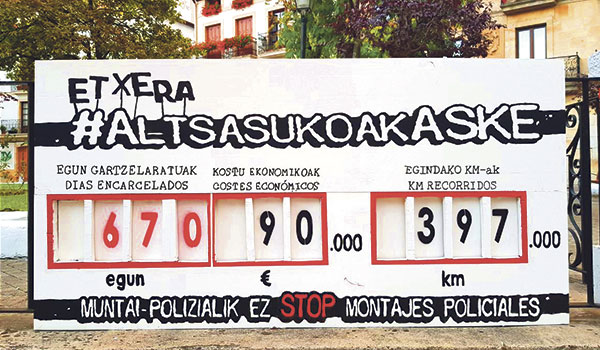 ETXERA
#ALTSASUKOAKASKE
EGUN GARTZELARATUAK KOSTU EKONOMIKOAK EGINDAKO KM-ak
DIAS ENCARCELADOS COSTES ECONÓMICOS KM RECORRIDOS
670 90.000 397.000
egun € km
MUNTAI-POLIZIALIK EZ STOP MONTAJES POLICIALES